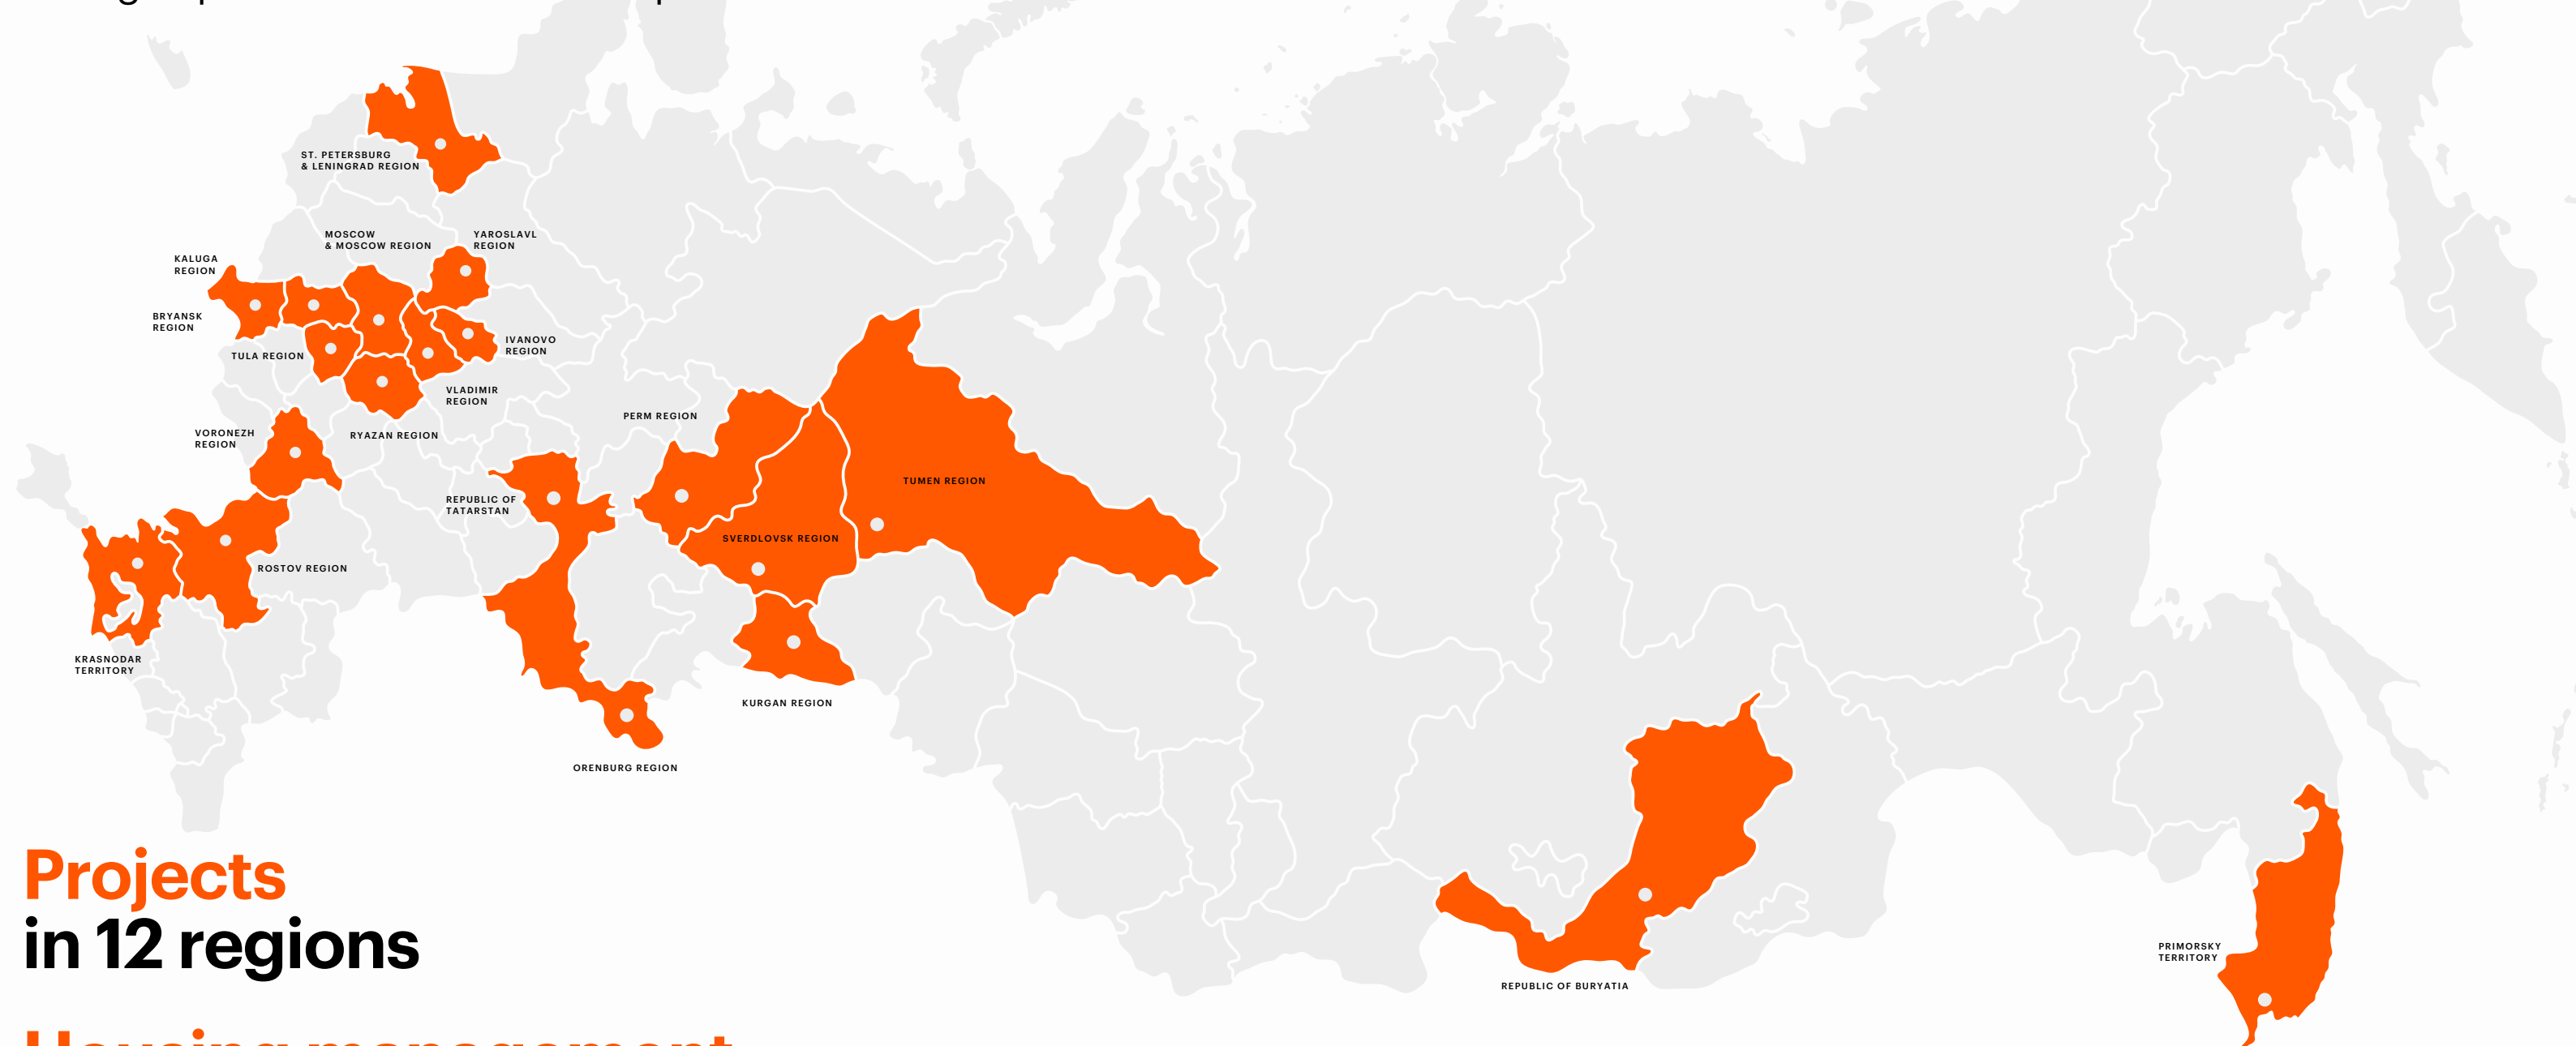 ST. PETERSBURG
& LENINGRAD REGION
MOSCOW
& MOSCOW REGION
YAROSLAVL
REGION
KALUGA
REGION
BRYANSK
REGION
TULA REGION
IVANOVO
REGION
VLADIMIR
REGION
PERM REGION
VORONEZH
REGION
RYAZAN REGION
TUMEN REGION
REPUBLIC OF
TATARSTAN
SVERDLOVSK REGION
ROSTOV REGION
KRASNODAR
TERRITORY
KURGAN REGION
ORENBURG REGION
Projects
in 12 regions
PRIMORSKY
TERRITORY
REPUBLIC OF BURYATIA
Housing management